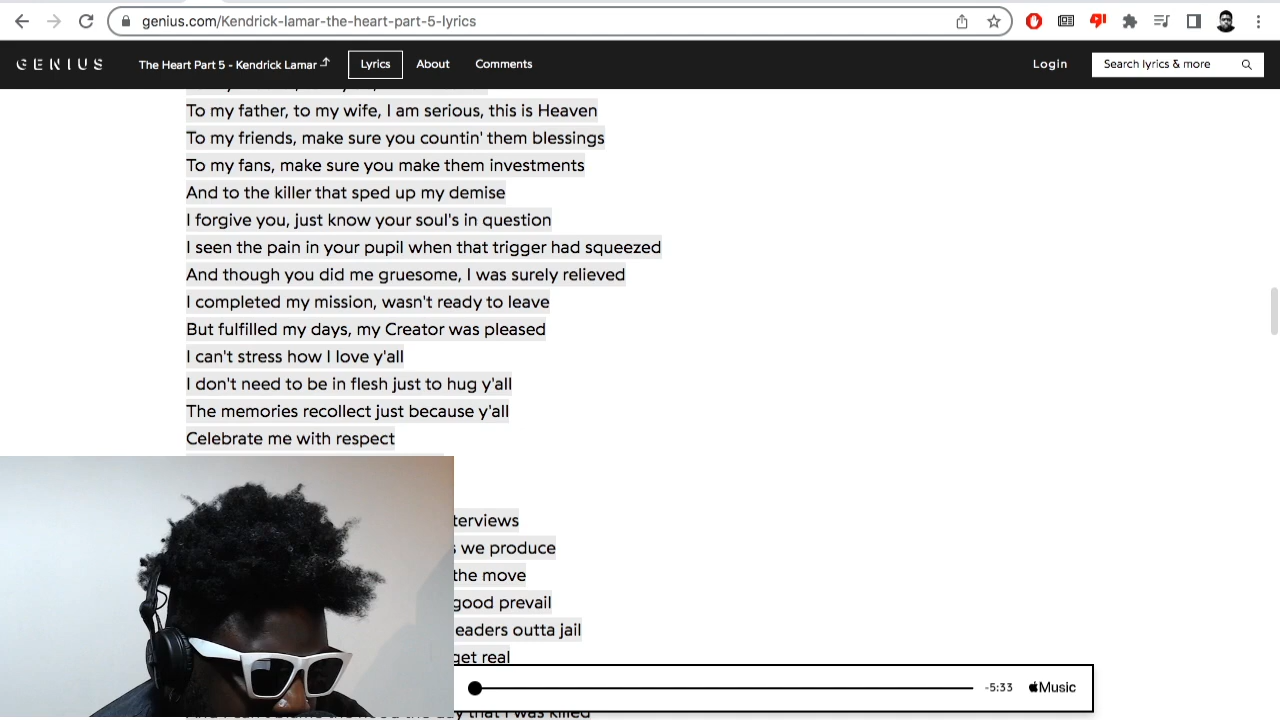 genius.com/Kendrick-lamar-the-heart-part-5-lyrics
GENIUS
The Heart Part 5 - Kendrick Lamar
Lyrics
About
Comments
Login
Search lyrics & more
To my father, to my wife, I am serious, this is Heaven
To my friends, make sure you countin' them blessings
To my fans, make sure you make them investments
And to the killer that sped up my demise
I forgive you, just know your soul's in question
I seen the pain in your pupil when that trigger had squeezed
And though you did me gruesome, I was surely relieved
I completed my mission, wasn't ready to leave
But fulfilled my days, my Creator was pleased
I can't stress how I love y'all
I don't need to be in flesh just to hug y'all
The memories recollect just because y'all
Celebrate me with respect
terviews
we produce
the move
good prevail
eaders outta jail
get real
-5:33
Music
that I was killed